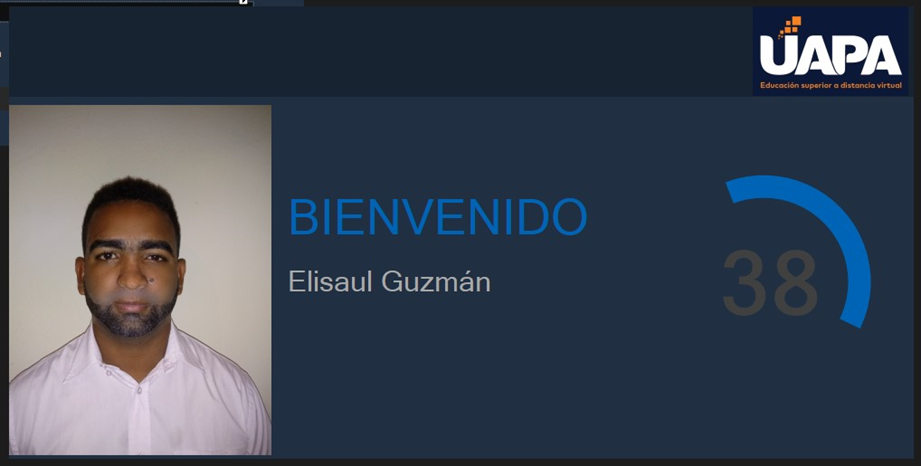 UAPA
Educación superior a distancia virtual
BIENVENIDO
Elisaul Guzmán
38